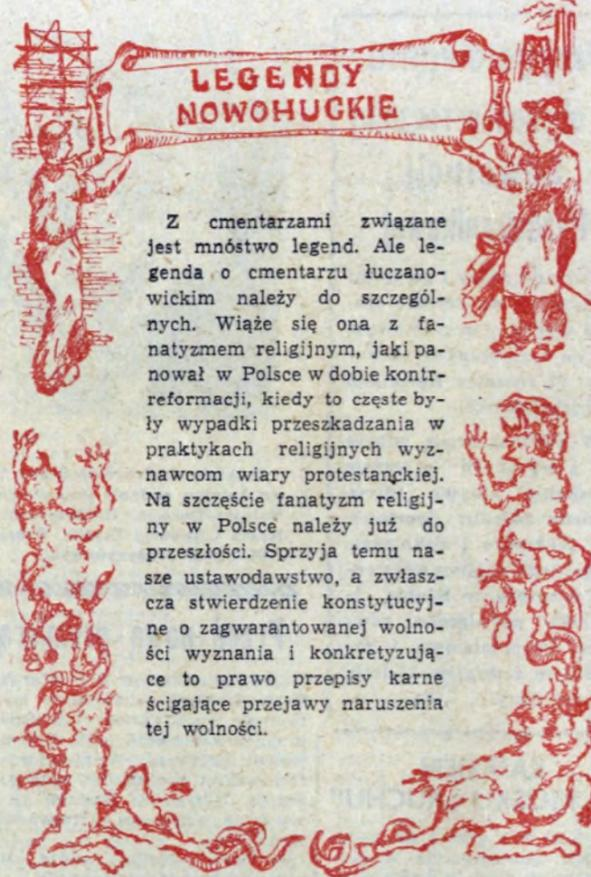 LEGENDY
NOWOHUCKIE
Z cmentarzami związane
jest mnóstwo legend. Ale le-
genda o cmentarzu łuczano-
wickim należy do szczegól-
nych. Wiąże się ona z fa-
natyzmem religijnym, jaki pa-
nował w Polsce w dobie kontr-
reformacji, kiedy to częste by-
ły wypadki przeszkadzania w
praktykach religijnych wyz-
nawcom wiary protestanckiej.
Na szczęście fanatyzm religij-
ny w Polsce należy już do
przeszłości. Sprzyja temu na-
sze ustawodawstwo, a zwłasz-
cza stwierdzenie konstytucyj-
ne o zagwarantowanej wolno-
ści wyznania i konkretyzują-
ce to prawo przepisy karne
ścigające przejawy naruszenia
tej wolności.